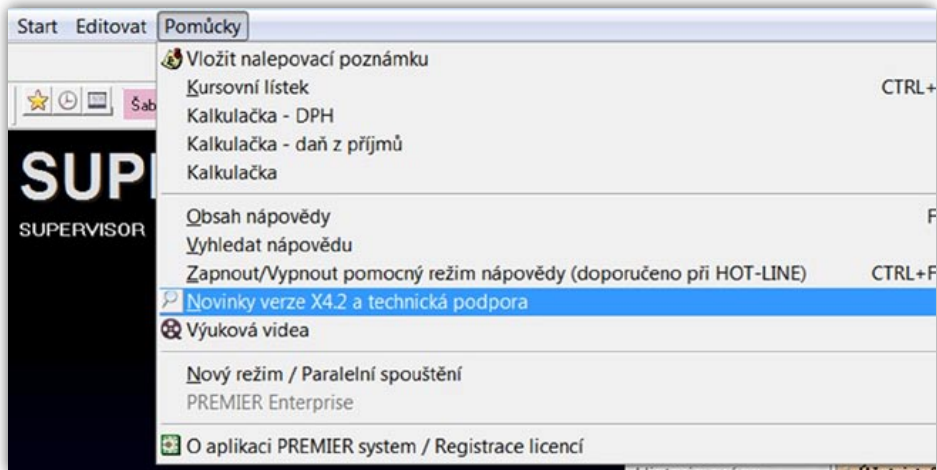 Start Editovat Pomůcky
Vložit nalepovací poznámku
Kursovní lístek CTRL+
Kalkulačka - DPH
Šab
Kalkulačka - daň z příjmů
Kalkulačka
SUP
SUPERVISOR
Obsah nápovědy F
Vyhledat nápovědu
Zapnout/Vypnout pomocný režim nápovědy (doporučeno při HOT-LINE) CTRL+F
Novinky verze X4.2 a technická podpora
Výuková videa
Nový režim / Paralelní spouštění
PREMIER Enterprise
O aplikaci PREMIER system / Registrace licencí